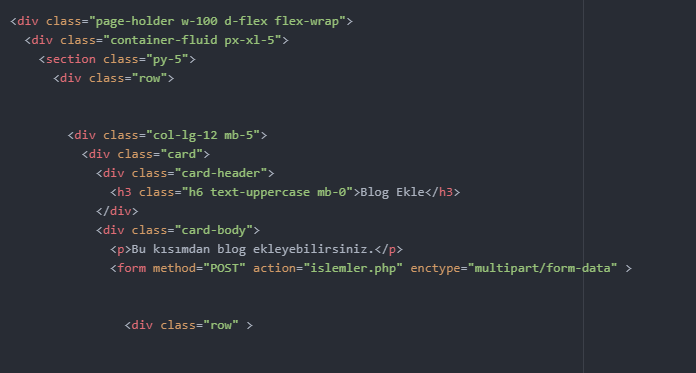 <div class="page-holder w-100 d-flex flex-wrap">
<div class="container-fluid px-xl-5">
<section class="py-5">
<div class="row">
<div class="col-lg-12 mb-5">
<div class="card">
<div class="card-header">
<h3 class="h6 text-uppercase mb-0">Blog Ekle</h3>
</div>
<div class="card-body">
<p>Bu kısımdan blog ekleyebilirsiniz.</p>
<form method="POST" action="islemler.php" enctype="multipart/form-data" >
<div class="row" >